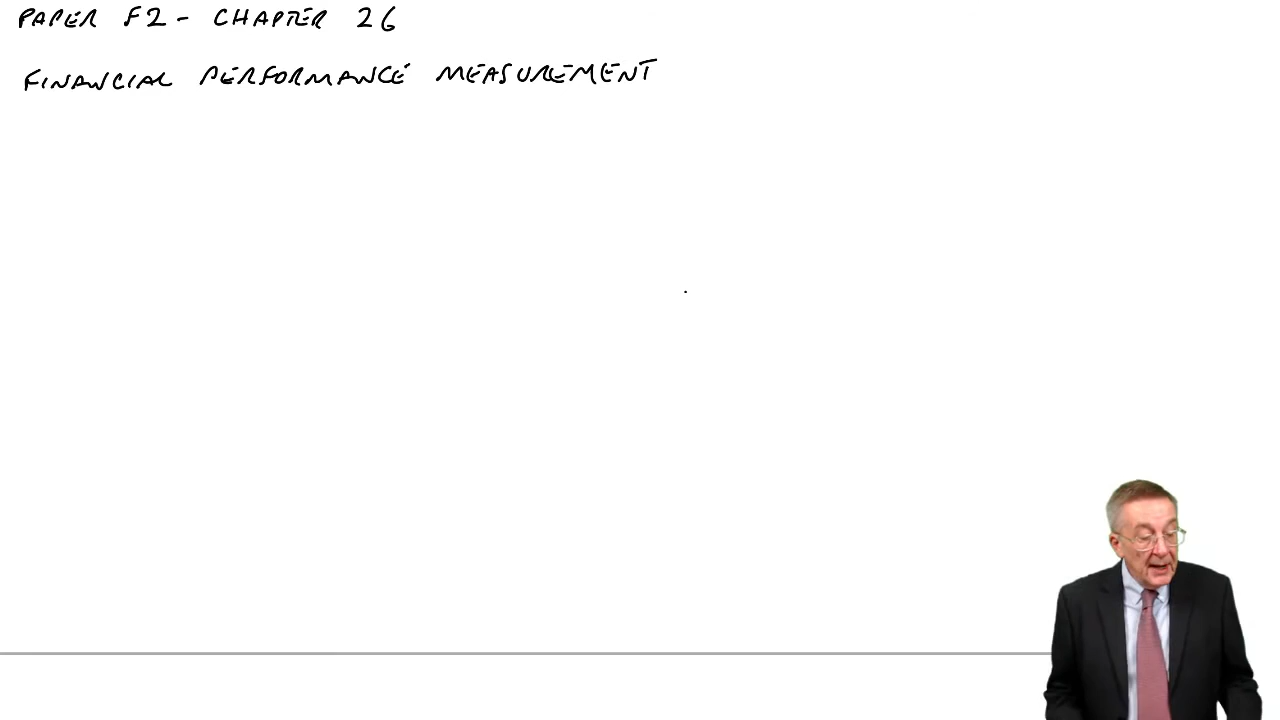 PAPER F2 - CHAPTER 26
FINANCIAL PERFORMANCE MEASUREMENT